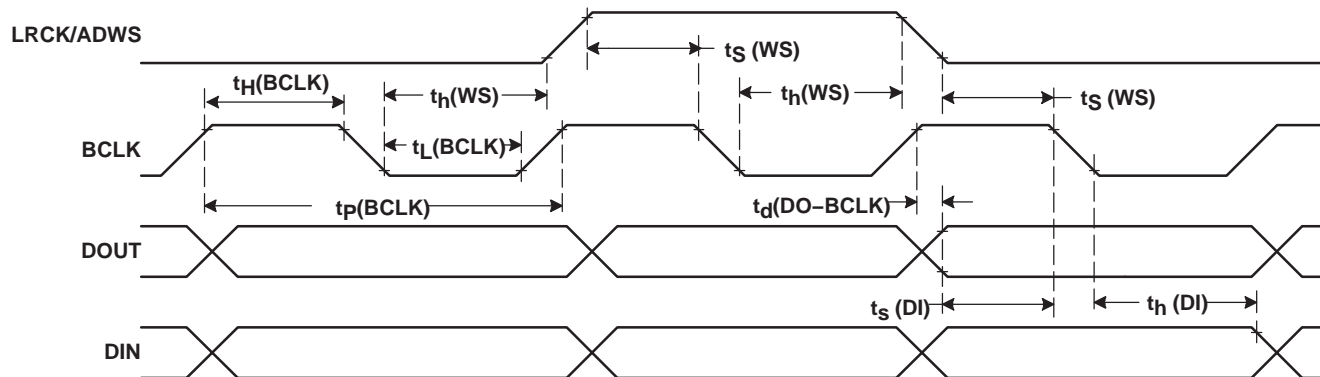 LRCK/ADWS
tS (WS)
tH(BCLK)
th(WS)
th(WS)
tS (WS)
BCLK
tL(BCLK)
tP(BCLK)
td(DO–BCLK)
DOUT
ts (DI)
th (DI)
DIN